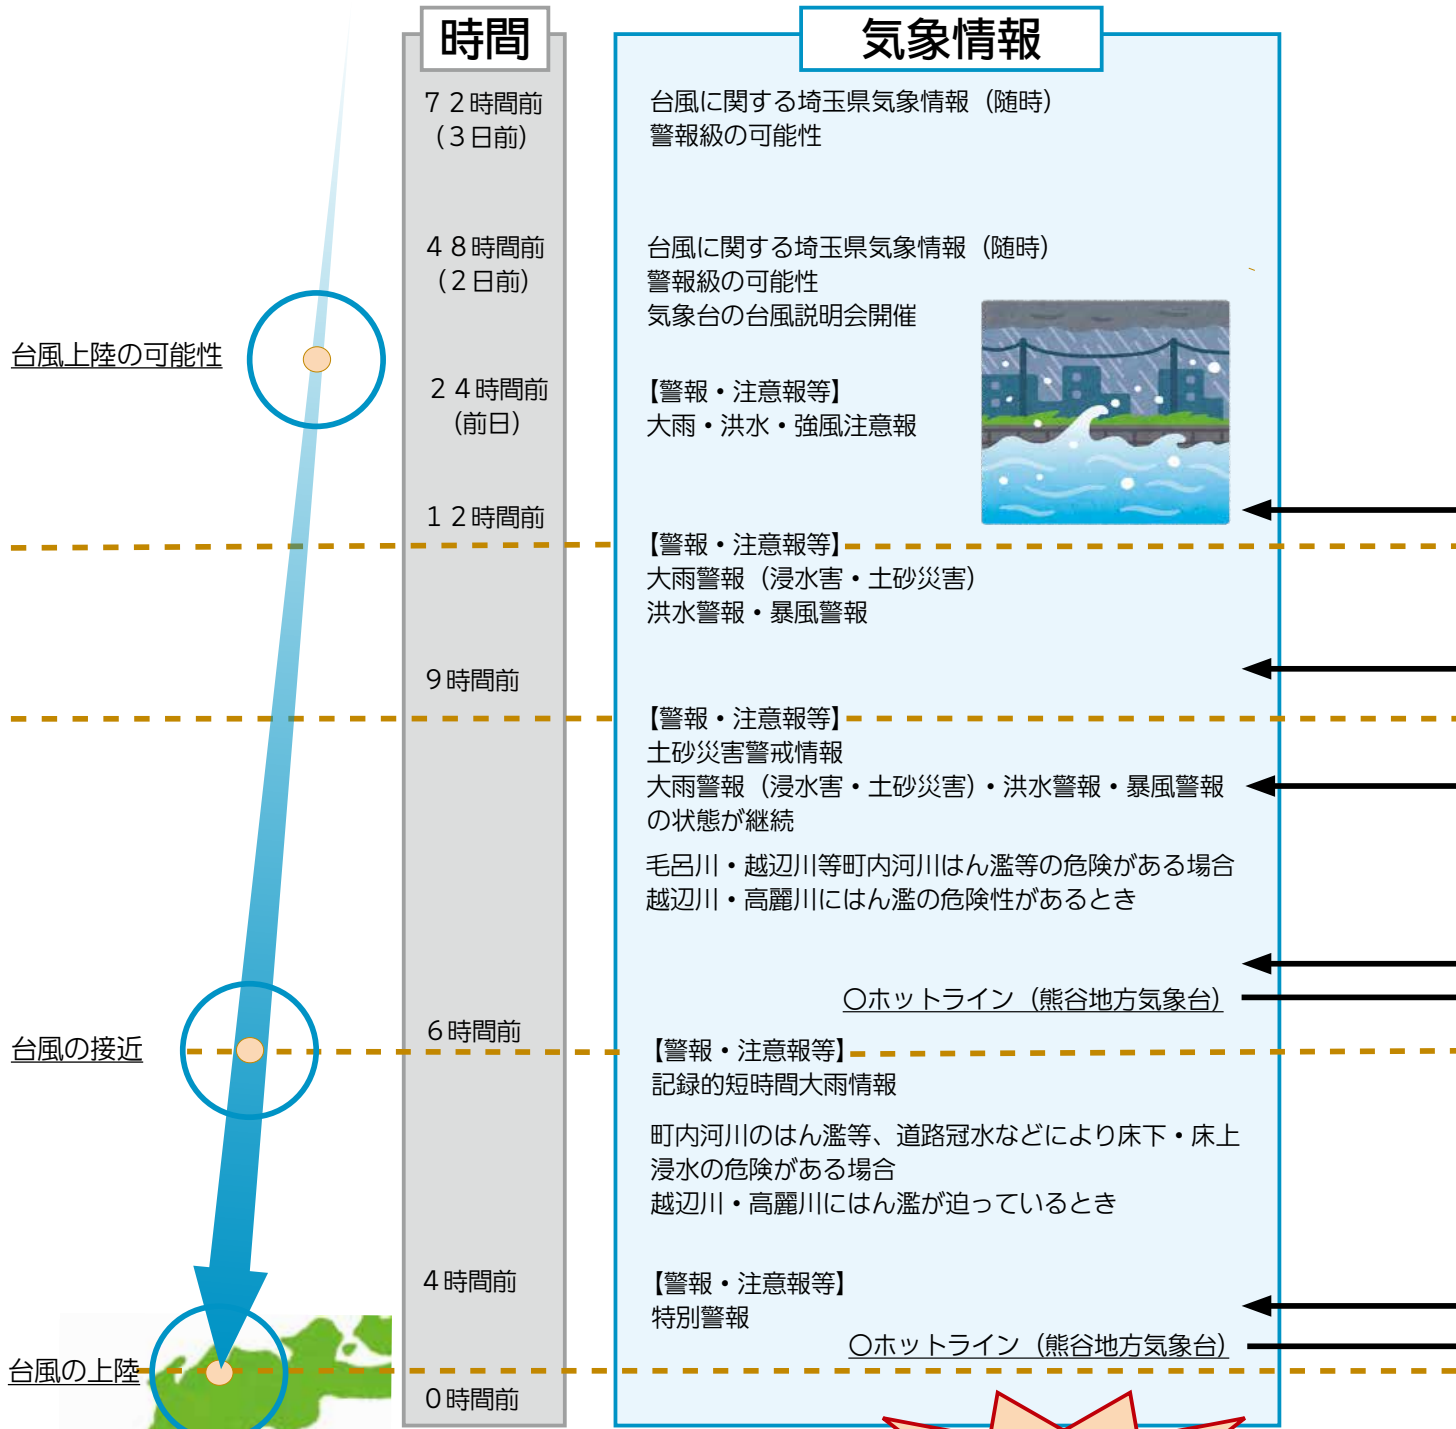 時間
気象情報
７２時間前
（３日前）
台風に関する埼玉県気象情報（随時）
警報級の可能性
４８時間前
（２日前）
台風に関する埼玉県気象情報（随時）
警報級の可能性
気象台の台風説明会開催
台風上陸の可能性
２４時間前
（前日）
【警報・注意報等】
大雨・洪水・強風注意報
１２時間前
【警報・注意報等】
大雨警報（浸水害・土砂災害）
洪水警報・暴風警報
９時間前
【警報・注意報等】
土砂災害警戒情報
大雨警報（浸水害・土砂災害）・洪水警報・暴風警報
の状態が継続
毛呂川・越辺川等町内河川はん濫等の危険がある場合
越辺川・高麗川にはん濫の危険性があるとき
〇ホットライン（熊谷地方気象台）
台風の接近
６時間前
【警報・注意報等】
記録的短時間大雨情報
町内河川のはん濫等、道路冠水などにより床下・床上
浸水の危険がある場合
越辺川・高麗川にはん濫が迫っているとき
４時間前
【警報・注意報等】
特別警報
〇ホットライン（熊谷地方気象台）
台風の上陸
０時間前